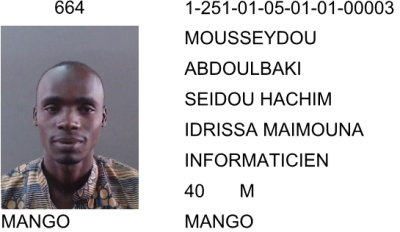 664
1-251-01-05-01-01-00003
MOUSSEYDOU
ABDOULBAKI
SEIDOU HACHIM
IDRISSA MAIMOUNA
INFORMATICIEN
40 M
MANGO
MANGO